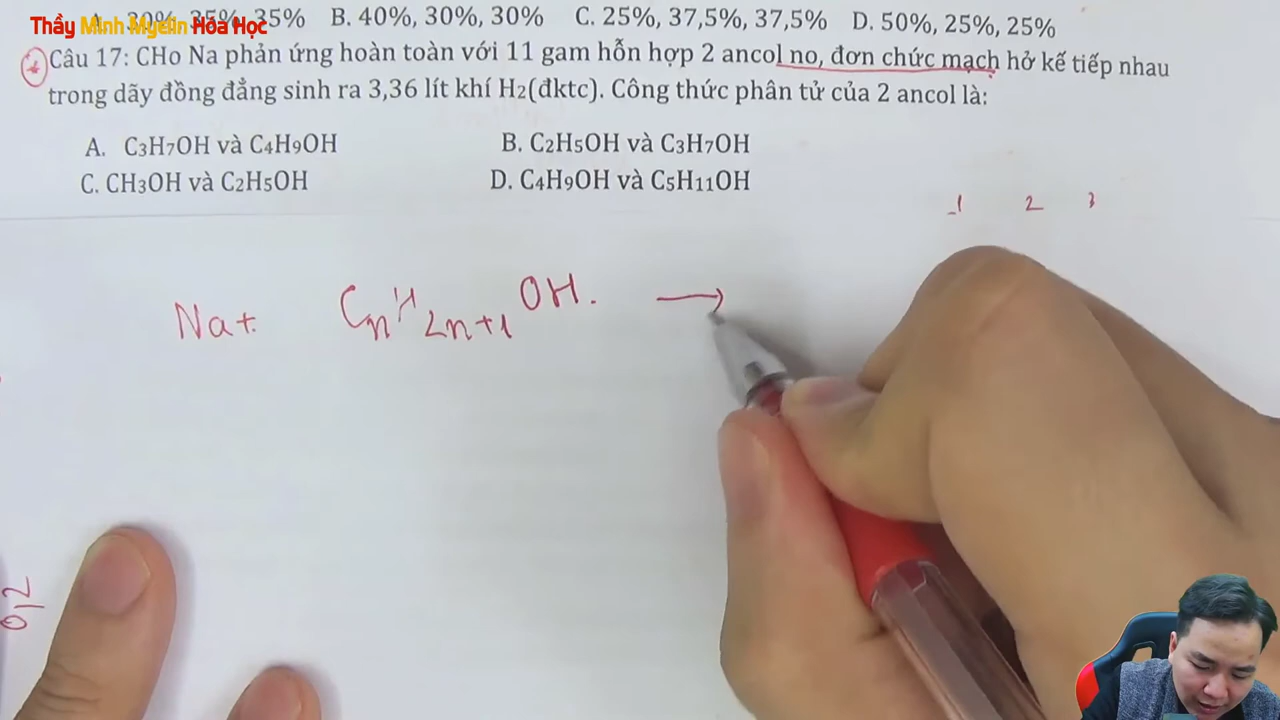 Thầy Minh Myelin Hóa Học
35% B. 40%, 30%, 30% C. 25%, 37,5%, 37,5% D. 50%, 25%, 25%
Câu 17: CHo Na phản ứng hoàn toàn với 11 gam hỗn hợp 2 ancol no, đơn chức mạch hở kế tiếp nhau
trong dãy đồng đẳng sinh ra 3,36 lít khí H2(đktc). Công thức phân tử của 2 ancol là:
A. C3H7OH và C4H9OH B. C2H5OH và C3H7OH
C. CH3OH và C2H5OH D. C4H9OH và C5H11OH
1 2 3
Na + CnH2n+1OH. →
0,2